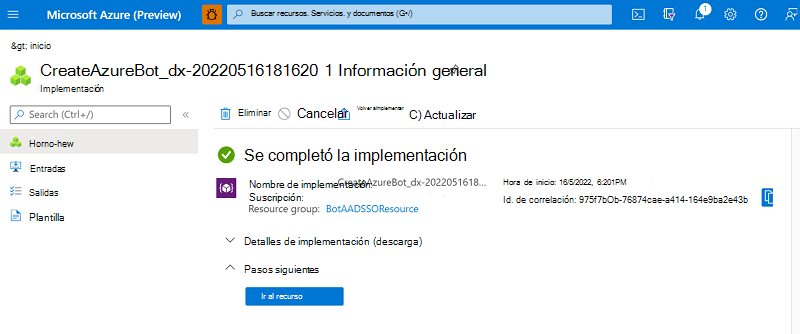 Microsoft Azure (Preview)
Buscar recursos. Servicios. y documentos (G+/)
1
&gt; inicio
CreateAzureBot_dx-20220516181620 1 Información general
Implementación
Search (Ctrl+/)
«
Eliminar
Cancelar
Volver aimplementar
C) Actualizar
Horno-hew
Entradas
Salidas
Plantilla
Se completó la implementación
Nombre de implementación:
CreateAzureBot_dx-2022051618...
Suscripción:
Resource group: BotAADSSOResource
Hora de inicio: 16/5/2022, 6:201PM
Id. de correlación: 975f7bOb-76874cae-a414-164e9ba2e43b
Detalles de implementación (descarga)
Pasos siguientes
Ir al recurso